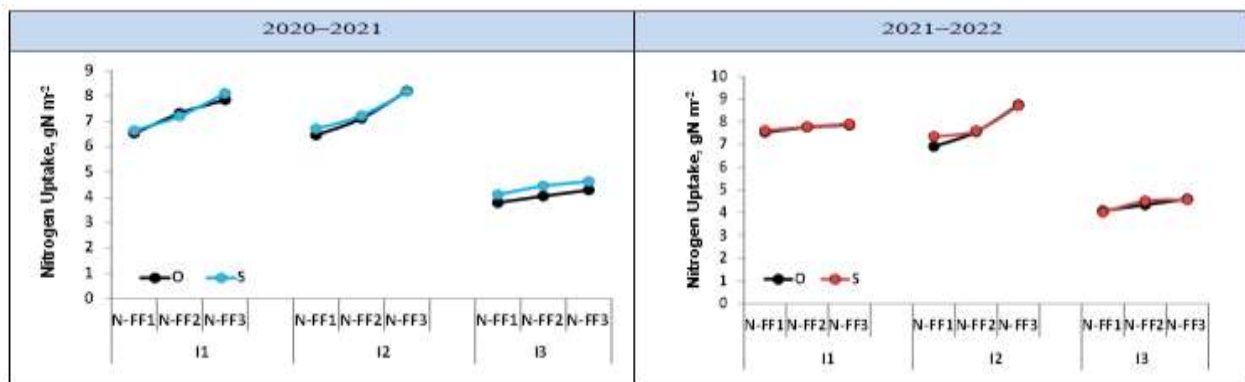 2020–2021
2021–2022
Nitrogen Uptake, gN m-2
9
8
7
6
5
4
3
2
1
0
O S
N-FF1 N-FF2 N-FF3 N-FF1 N-FF2 N-FF3 N-FF1 N-FF2 N-FF3
I1 I2 I3
Nitrogen Uptake, gN m-2
10
9
8
7
6
5
4
3
2
1
0
O S
N-FF1 N-FF2 N-FF3 N-FF1 N-FF2 N-FF3 N-FF1 N-FF2 N-FF3
I1 I2 I3